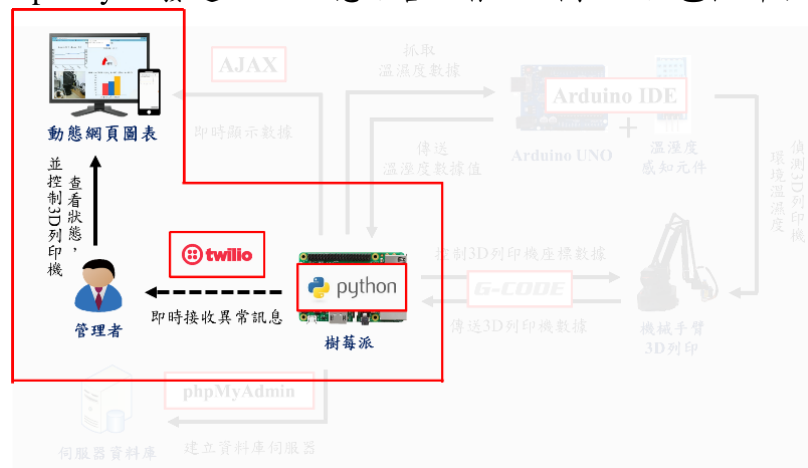 AJAX
抓取
溫濕度數據
Arduino IDE
動態網頁圖表
即時顯示數據
傳送
溫溼度數據值
Arduino UNO
+
溫溼度
感知元件
偵測3D列印機
環境溫濕度
查看狀態，
並控制3D列印機
twilio
python
控制3D列印機座標數據
G-CODE
管理者
即時接收異常訊息
樹莓派
傳送3D列印機數據
機械手臂
3D列印
phpMyAdmin
伺服器資料庫
建立資料庫伺服器